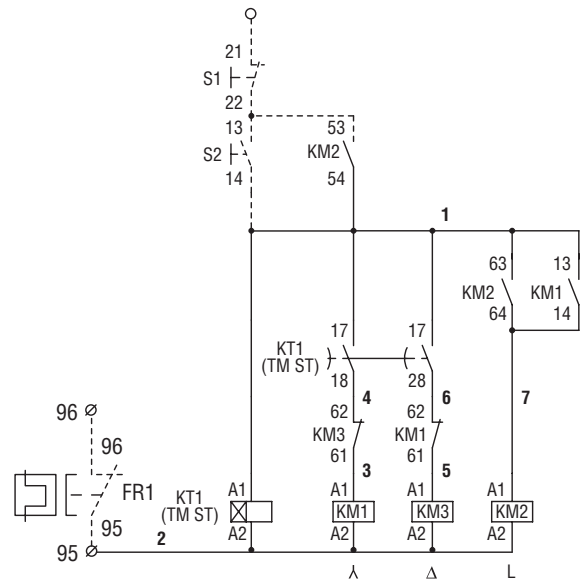 21
S1
22
13 53
S2 KM2
14 54
1
63 13
KM2 KM1
64 14
17 17
KT1
(TM ST)
18 28
4 6 7
96
96
62 62
KM3 KM1
61 61
3 5
FR1
KT1
(TM ST)
A1 A1 A1 A1
KM1 KM3 KM2
A2 A2 A2 A2
95
95
2
⅄ Δ L